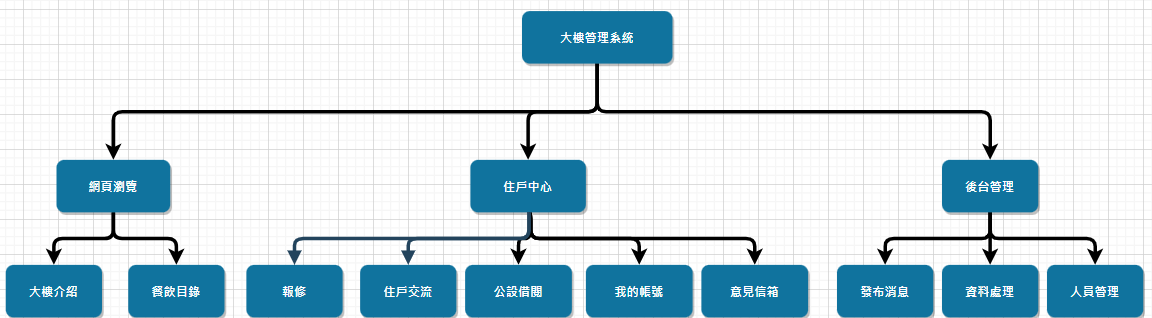 大樓管理系統
網頁瀏覽
住戶中心
後台管理
大樓介紹
餐飲目錄
報修
住戶交流
公設借閱
我的帳號
意見信箱
發布消息
資料處理
人員管理